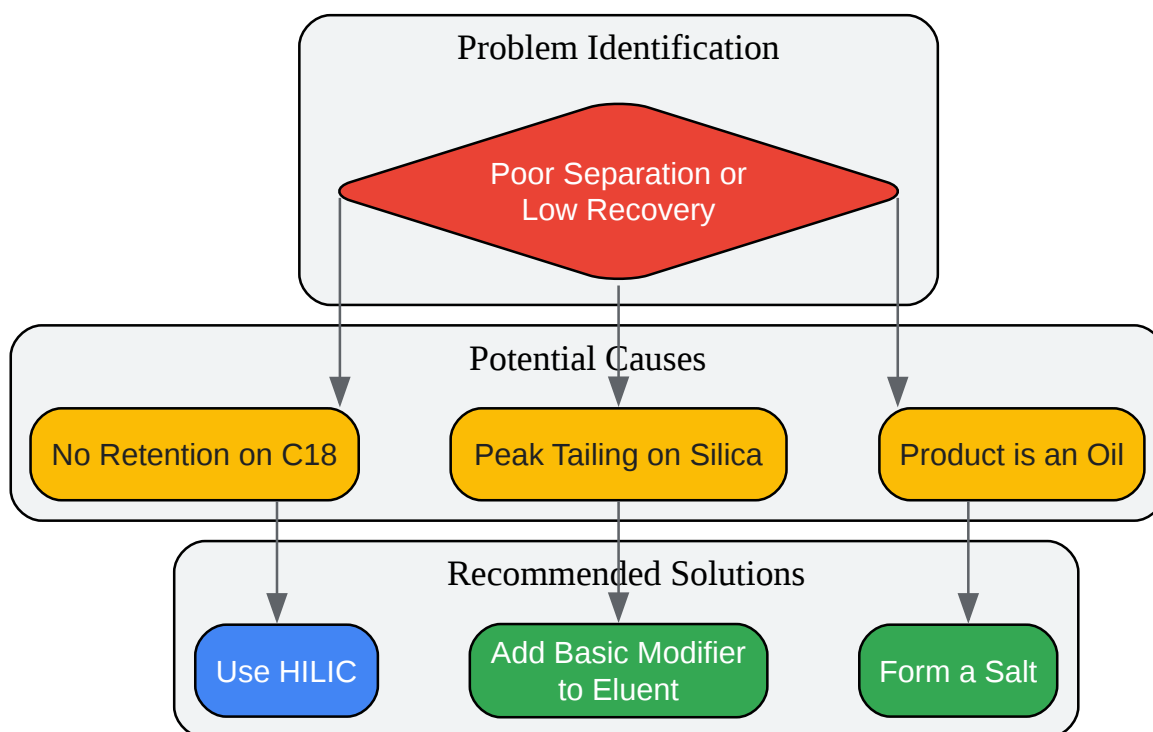 Problem Identification
Poor Separation or
Low Recovery
Potential Causes
No Retention on C18
Peak Tailing on Silica
Product is an Oil
Recommended Solutions
Use HILIC
Add Basic Modifier
to Eluent
Form a Salt